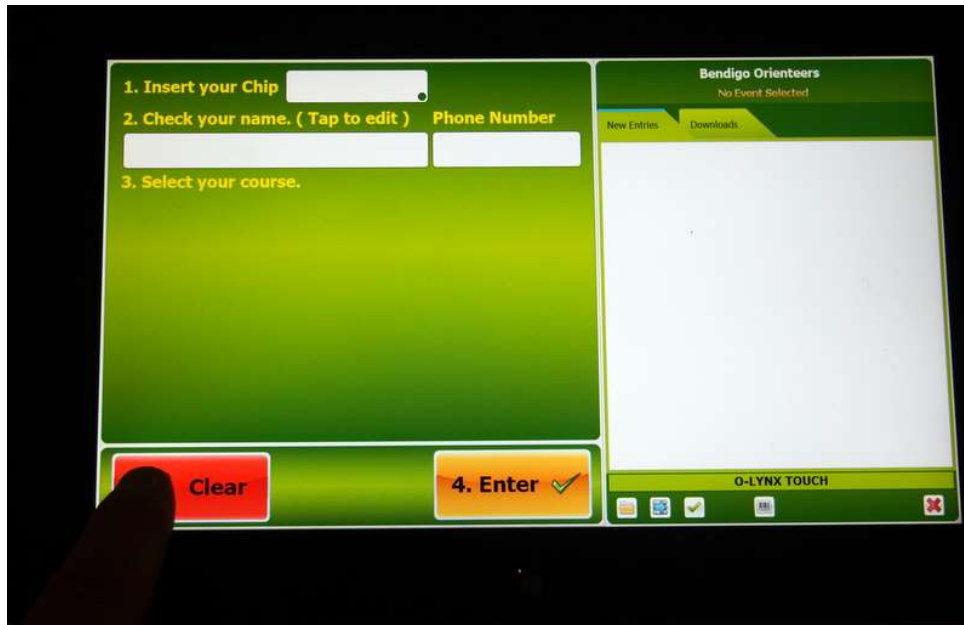 1. Insert your Chip
2. Check your name. ( Tap to edit ) Phone Number
3. Select your course.
Clear
4. Enter
Bendigo Orienteers
No Event Selected
New Entries Downloads
O-LYNX TOUCH